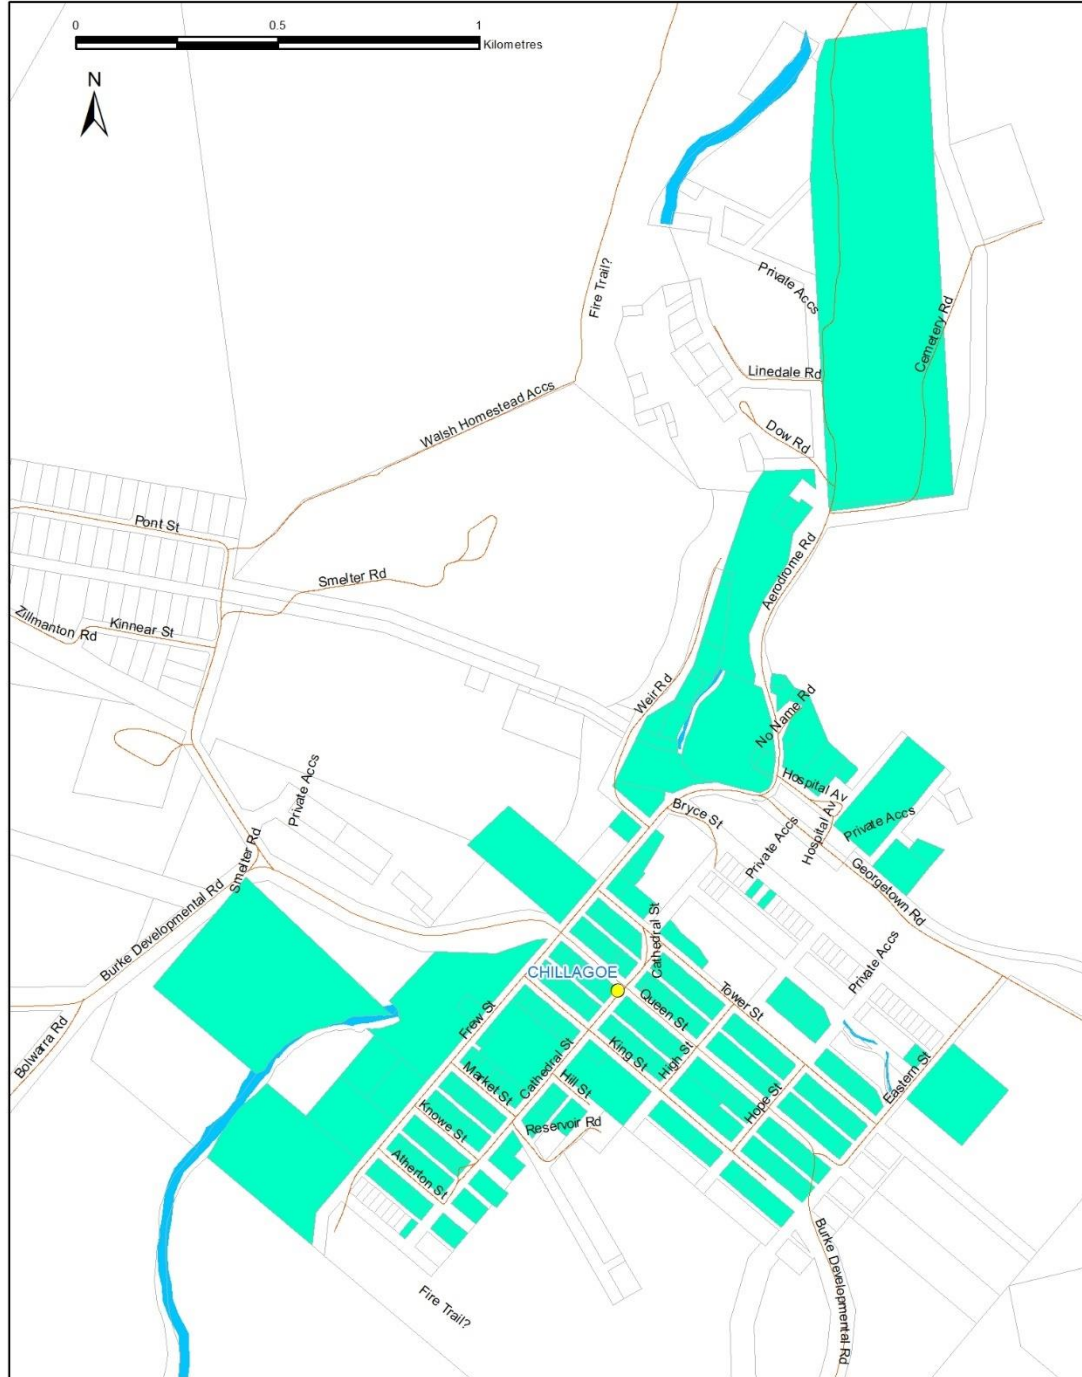 0 0.5 1
Kilometres
N
Fire Trail?
Private Accs
Cemetery Rd
Linedale Rd
Walsh Homestead Accs
Dow Rd
Pont St
Aerodrome Rd
Smelter Rd
Zillmanton Rd
Kinnear St
Weir Rd
No Name Rd
Private Accs
Hospital Av
Bryce St
Private Accs
Hospital Av
Private Accs
Smelter Rd
Georgetown Rd
Burke Developmental Rd
Cathedral St
Private Accs
CHILLAGOE
Queen St
Tower St
Frew St
Bolwarra Rd
King St
High St
Market St
Cathedral St
Hill St
Eastern St
Hope St
Knowe St
Reservoir Rd
Atherton St
Burke Developmental Rd
Fire Trail?